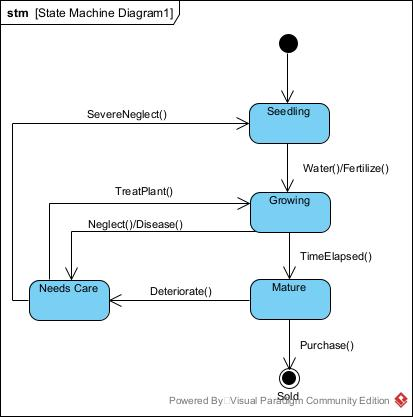 stm [State Machine Diagram1]
SevereNeglect()
Seedling
Water()/Fertilize()
TreatPlant()
Growing
Neglect()/Disease()
TimeElapsed()
Needs Care
Deteriorate()
Mature
Purchase()
Sold
Powered By Visual Paradigm Community Edition